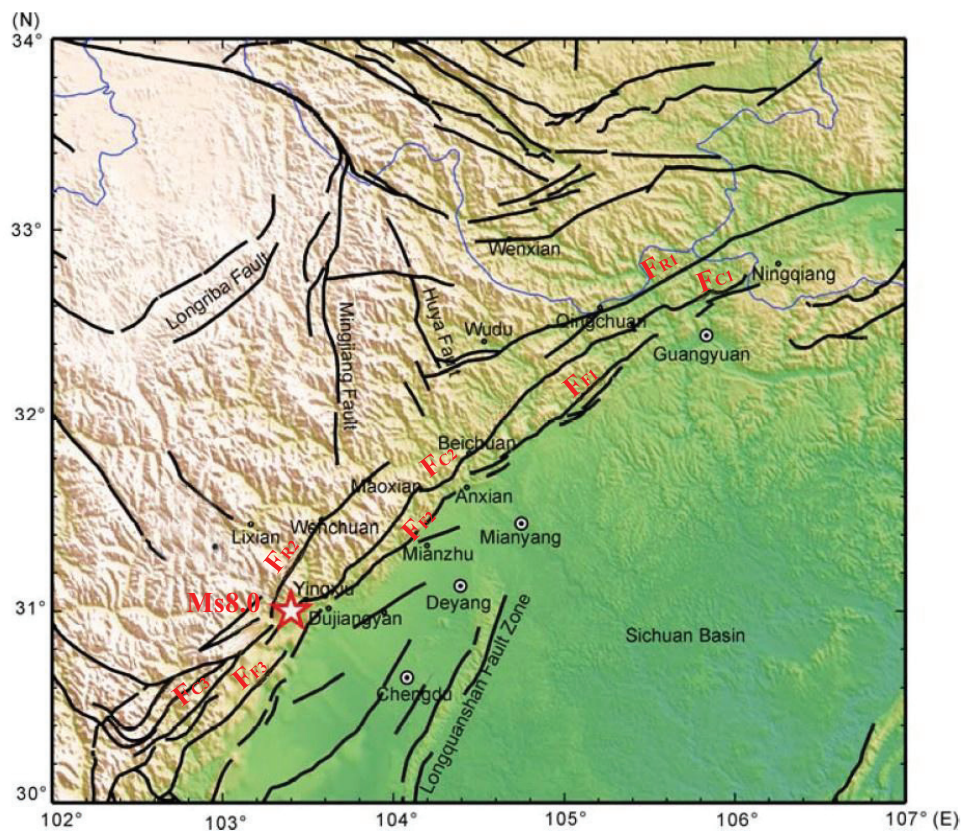 (N)
34°
33°
32°
31°
30°
102°
103°
104°
105°
106°
107° (E)
Wenxian
FR1
FC1
Ningqiang
Longriba Fault
Mingjiang Fault
Huya Fault
Wudu
Qingchuan
Guangyuan
FF1
Beichuan
FC2
Maoxian
Anxian
Wenchuan
FF2
Mianyang
Lixian
FR2
Mianzhu
Yingxiu
Ms8.0
Deyang
Dujiangyan
Sichuan Basin
FF3
FC3
Chengdu
Longquanshan Fault Zone